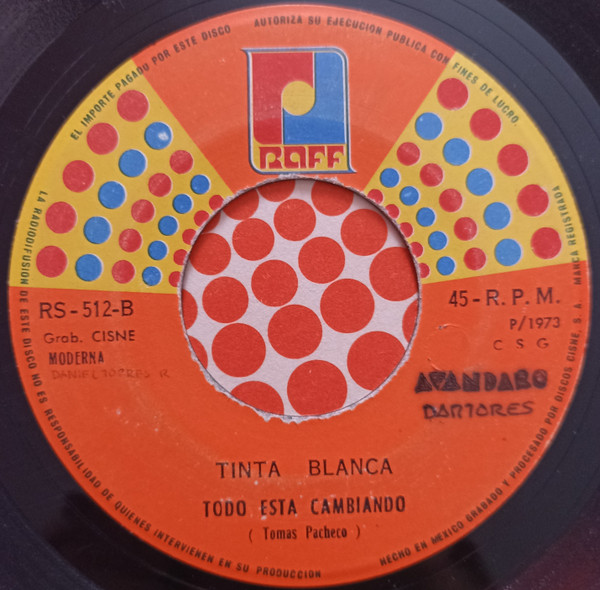 EL IMPORTE PAGADO POR ESTE DISCO AUTORIZA SU EJECUCION PUBLICA CON FINES DE LUCRO.
RAFF
LA RADIODIFUSION DE ESTE DISCO NO ES RESPONSABILIDAD DE QUIENES INTERVIENEN EN SU PRODUCCION
MARCA REGISTRADA
HECHO EN MEXICO GRABADO Y PROCESADO POR DISCOS CISNE, S. A.
RS-512-B
Grab. CISNE
MODERNA
DANIEL TORRES R.
45-R.P.M.
P/1973
C S G
AVANDARO
DARTORES
TINTA BLANCA
TODO ESTA CAMBIANDO
( Tomas Pacheco )